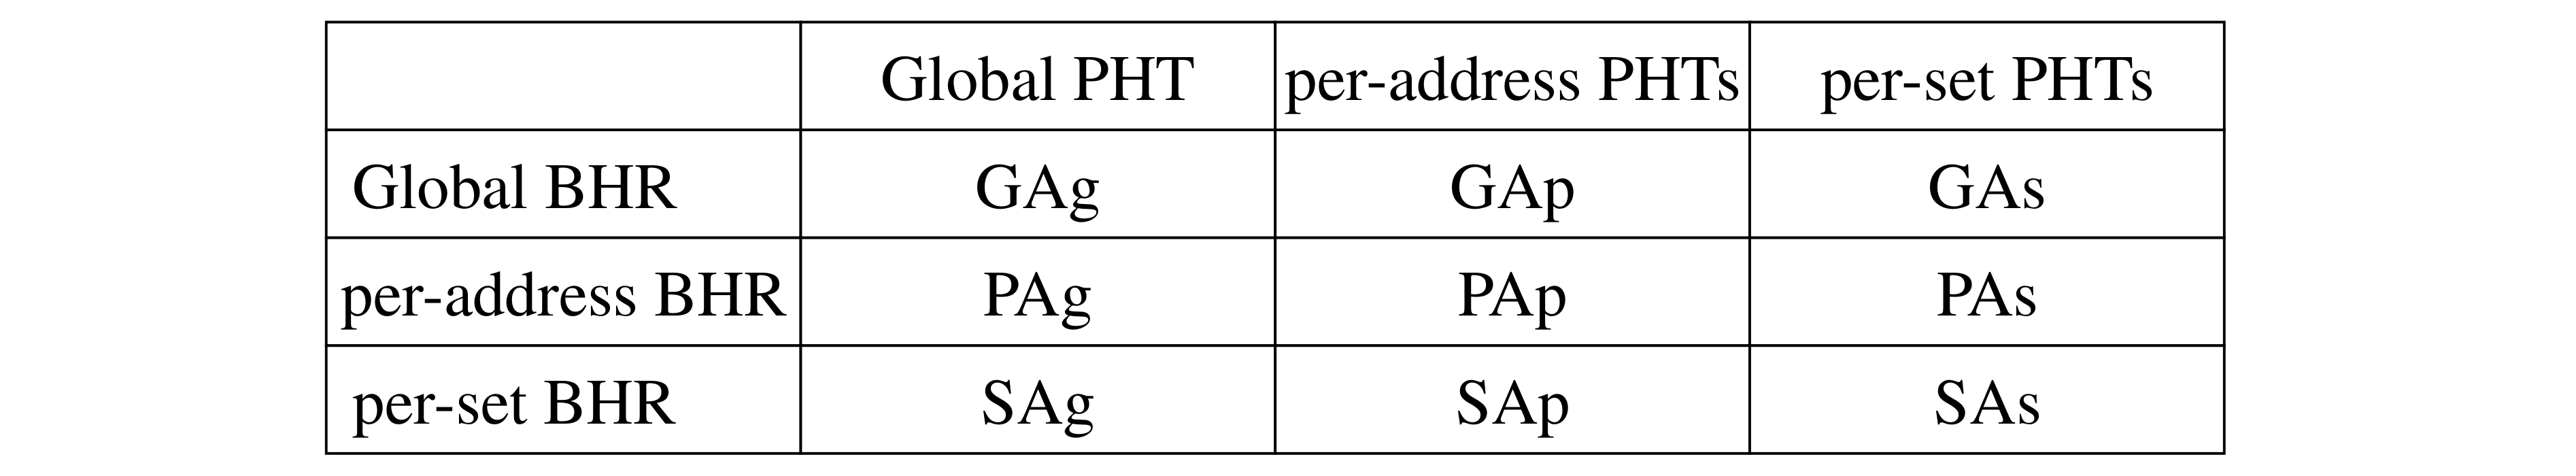 Global PHT per-address PHTs per-set PHTs
Global BHR GAg GAp GAs
per-address BHR PAg PAp PAs
per-set BHR SAg SAp SAs